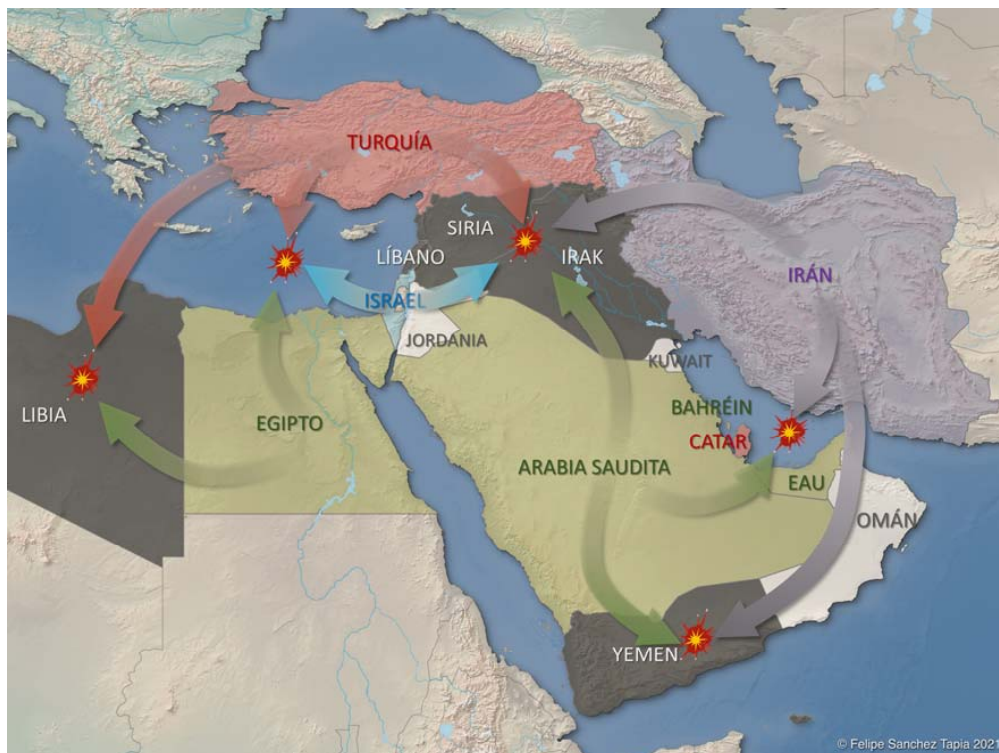 TURQUÍA
SIRIA
LÍBANO
IRAK
IRÁN
ISRAEL
JORDANIA
KUWAIT
LIBIA
EGIPTO
BAHRÉIN
CATAR
ARABIA SAUDITA
EAU
OMÁN
YEMEN
© Felipe Sanchez Tapia 2021